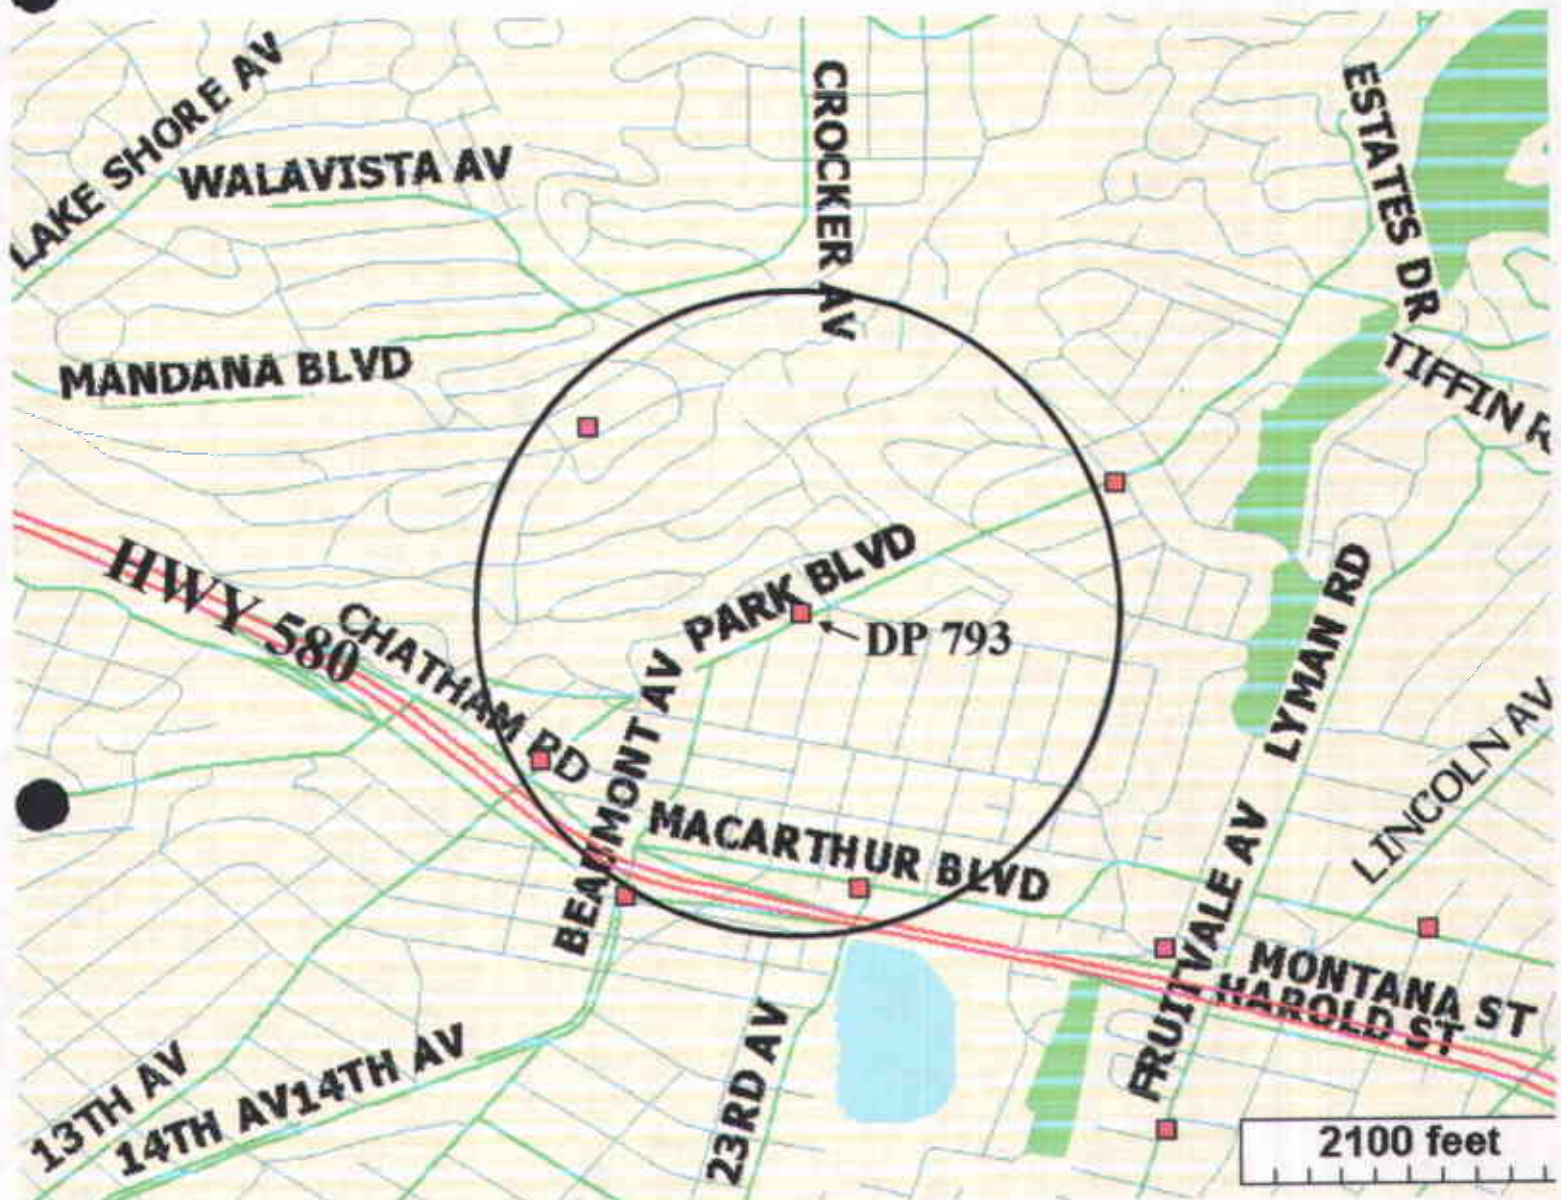 LAKE SHORE AV
WALAVISTA AV
CROCKER AV
ESTATES DR
MANDANA BLVD
TIFFIN R
HWY 580
CHATHAM RD
PARK BLVD
DP 793
BEAUMONT AV
LYMAN RD
LINCOLN AV
MACARTHUR BLVD
FRUITVALE AV
MONTANA ST
HAROLD ST
13TH AV
14TH AV14TH AV
23RD AV
2100 feet